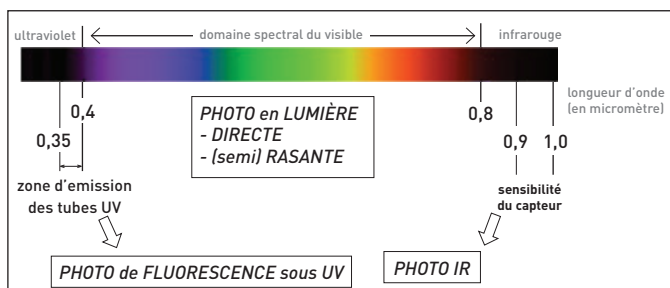 ultraviolet
domaine spectral du visible
infrarouge
longueur d'onde
(en micromètre)
0,4
0,35
0,8
0,9
1,0
PHOTO en LUMIÈRE
- DIRECTE
- (semi) RASANTE
zone d'emission
des tubes UV
sensibilité
du capteur
PHOTO de FLUORESCENCE sous UV
PHOTO IR